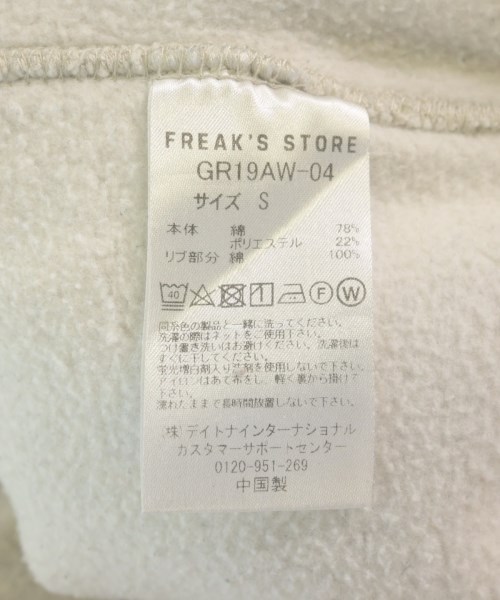 FREAK'S STORE
GR19AW-04
サイズ S
本体 綿 78%
ポリエステル 22%
リブ部分 綿 100%
40 F W
同系色の製品と一緒に洗ってください。
洗濯の際はネットをご使用下さい。
つけ置き洗いはお避けください。洗濯後は
すぐに干してください。
蛍光増白剤入り洗剤を使用しないで下さい。
アイロンはあて布をし、軽く裏から掛けて
下さい。
濡れたままで長時間放置しないで下さい。
(株)デイトナインターナショナル
カスタマーサポートセンター
0120-951-269
中国製